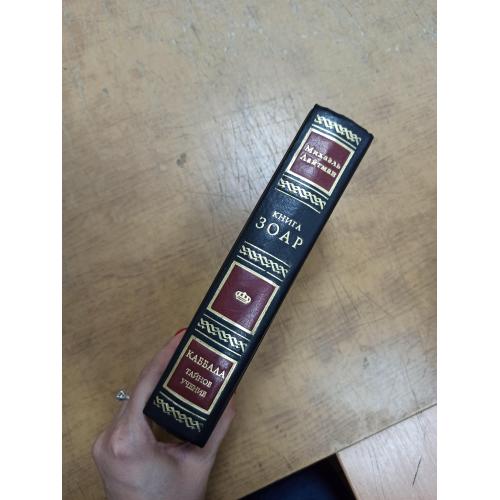 Михаэль
Лайтман
КНИГА
ЗОАР
КАББАЛА
ТАЙНОЕ
УЧЕНИЕ